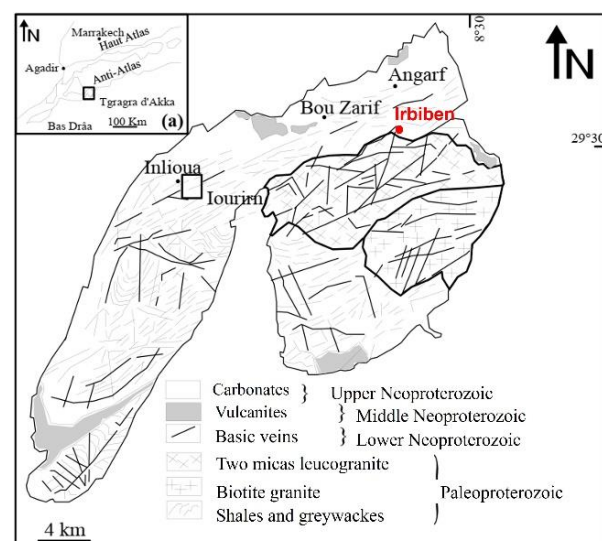 N
Marrakech
Haut Atlas
Agadir
Anti-Atlas
Tgragra d'Akka
Bas Drâa
100 Km
(a)
8°30
N
Angarf
Irbiben
Bou Zarif
29°30
Inlioua
Iourirn
Carbonates } Upper Neoproterozoic
Vulcanites } Middle Neoproterozoic
Basic veins } Lower Neoproterozoic
Two micas leucogranite
Biotite granite
Paleoproterozoic
Shales and greywackes
4 km